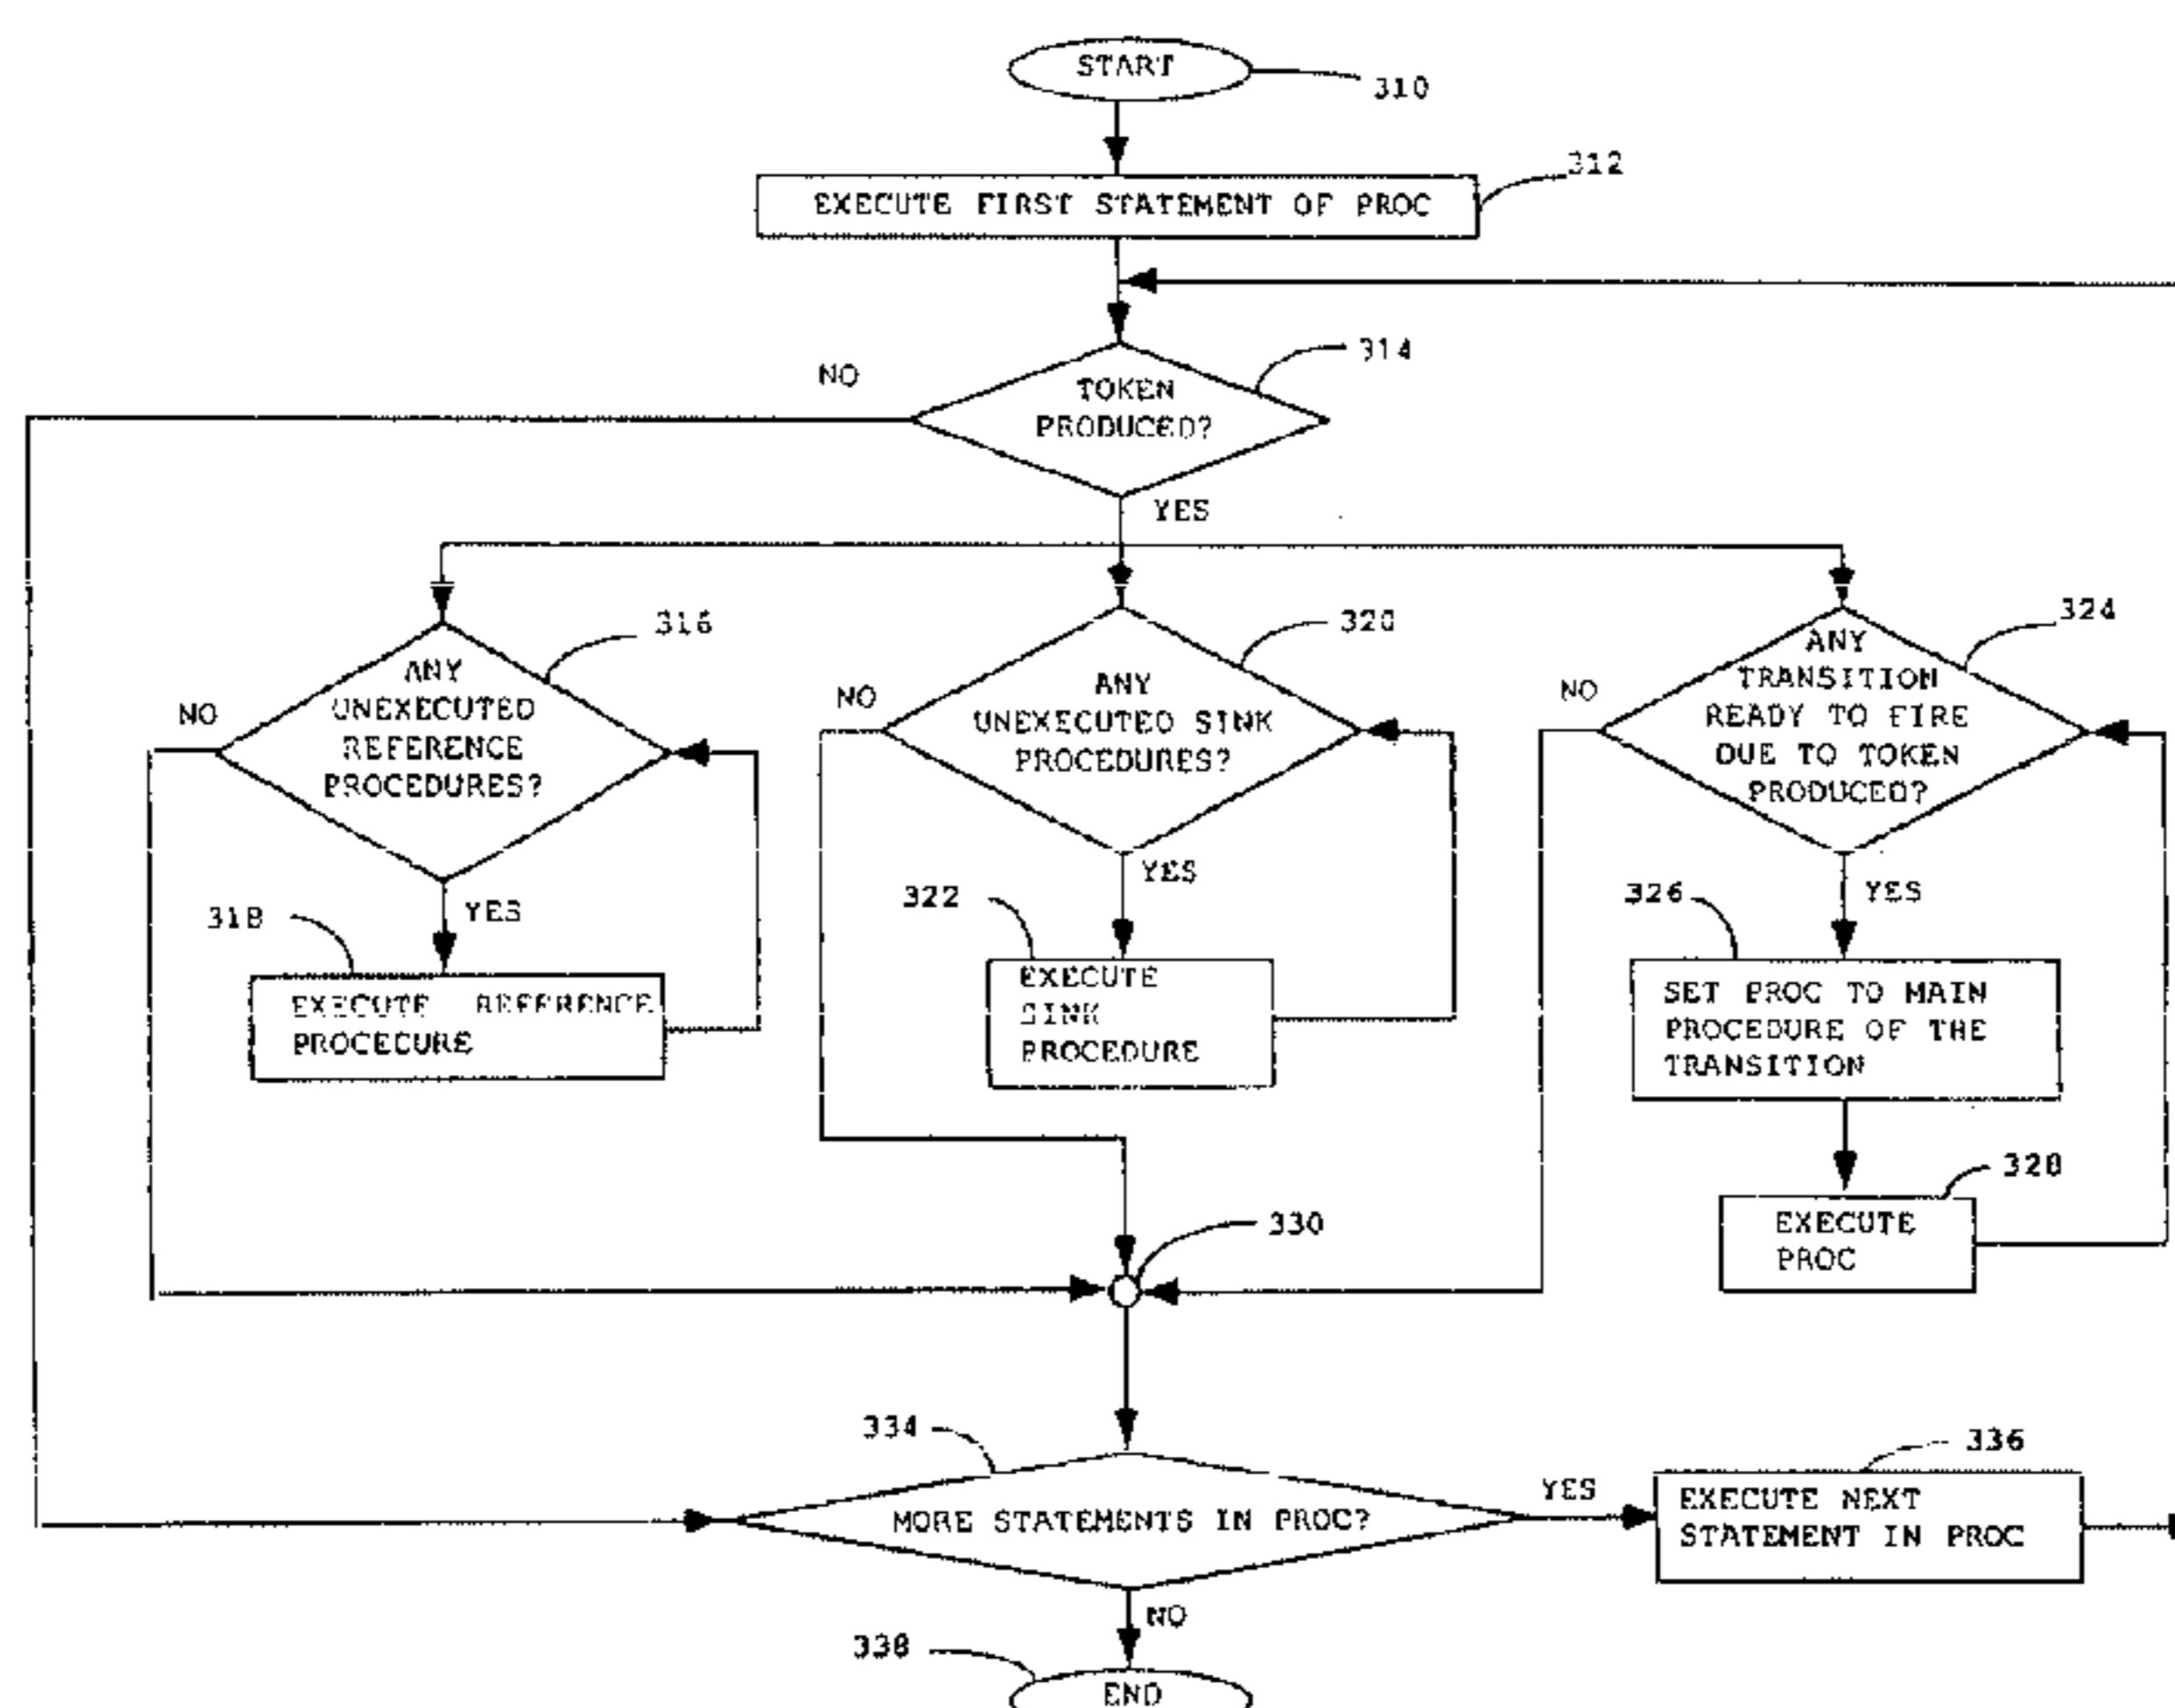 START
310
312
EXECUTE FIRST STATEMENT OF PROC
314
NO
TOKEN
PRODUCED?
YES
316
320
324
NO
ANY
UNEXECUTED
REFERENCE
PROCEDURES?
NO
ANY
UNEXECUTED SINK
PROCEDURES?
NO
ANY
TRANSITION
READY TO FIRE
DUE TO TOKEN
PRODUCED?
318
YES
322
YES
326
YES
EXECUTE REFERENCE
PROCEDURE
EXECUTE
SINK
PROCEDURE
SET PROC TO MAIN
PROCEDURE OF THE
TRANSITION
328
EXECUTE
PROC
330
334
MORE STATEMENTS IN PROC?
YES
336
EXECUTE NEXT
STATEMENT IN PROC
NO
338
END